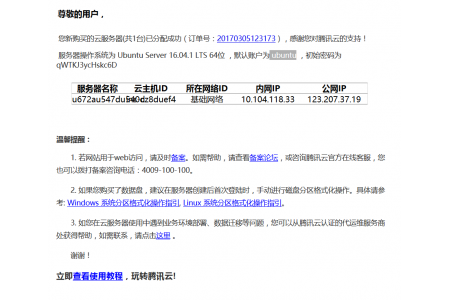 尊敬的用户，
您新购买的云服务器(共1台)已分配成功（订单号：20170305123173），感谢您对腾讯云的支持！
服务器操作系统为 Ubuntu Server 16.04.1 LTS 64位 ，默认账户为 ubuntu ，初始密码为
qWTKJ3ycHskc6D
服务器名称 云主机ID 所在网络ID 内网IP 公网IP
基础网络 10.104.118.33 123.207.37.19
温馨提醒：
1. 若网站用于web访问，请及时备案。如需帮助，请查看备案论坛，或咨询腾讯云官方在线客服，您
也可以拨打备案咨询电话：4009-100-100。
2. 如果您购买了数据盘，建议在服务器创建后首次登陆时，手动进行磁盘分区格式化操作。具体请参
考: Windows 系统分区格式化操作指引, Linux 系统分区格式化操作指引。
3. 如您在云服务器使用中遇到业务环境部署、数据迁移等问题，您可以从腾讯云认证的代运维服务商
处获得帮助，如需联系，请点击这里 。
谢谢！
立即查看使用教程，玩转腾讯云!